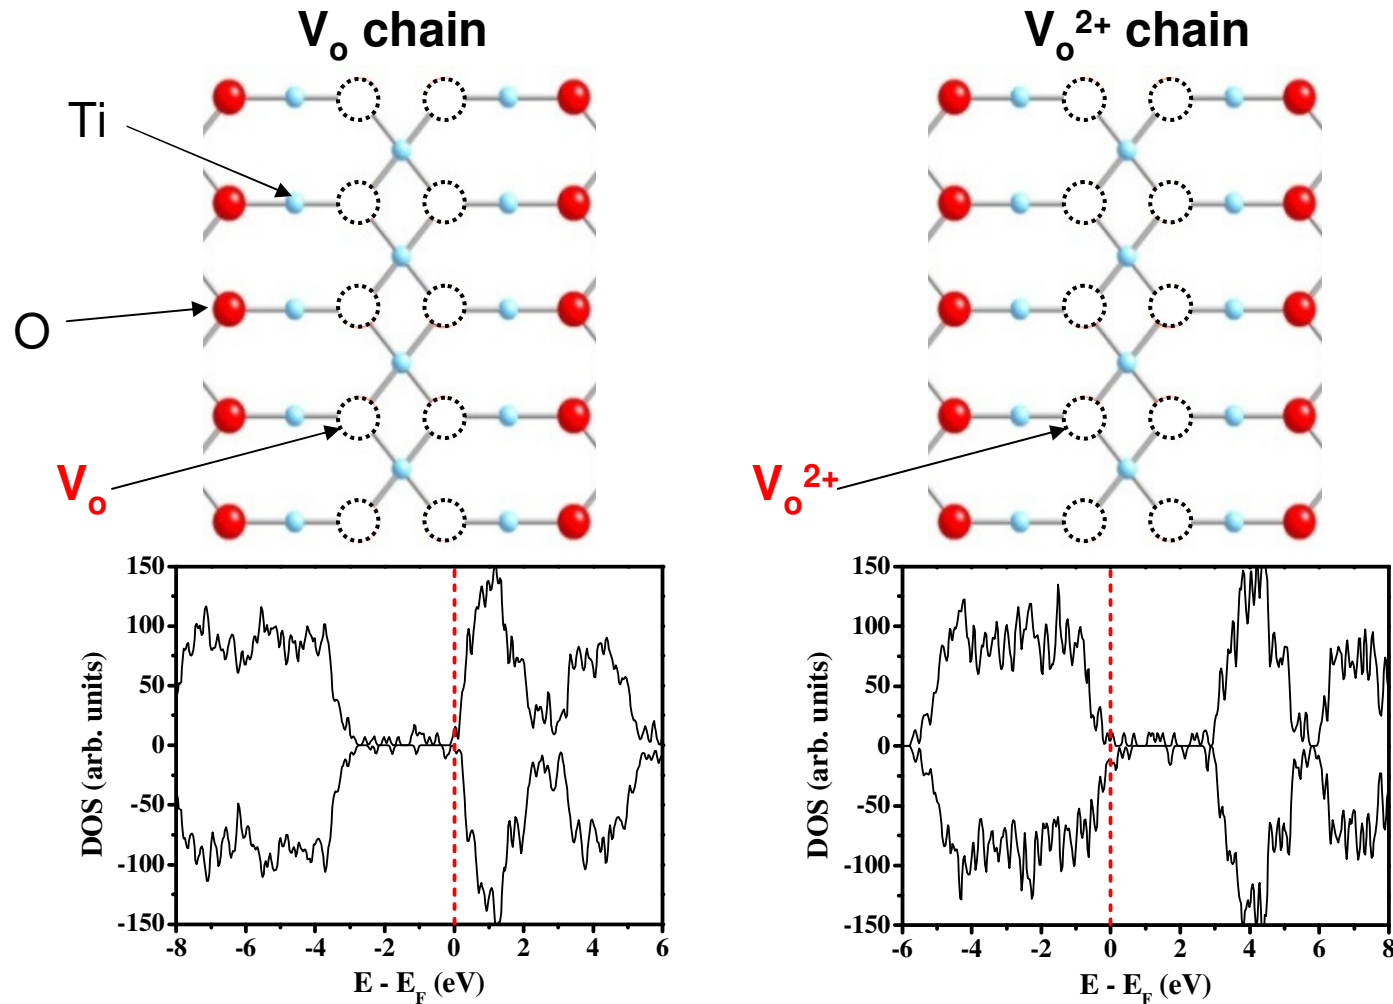 Vo chain
Vo2+ chain
Ti
O
Vo
Vo2+
150
100
50
0
-50
-100
-150
DOS (arb. units)
-8 -6 -4 -2 0 2 4 6
E - EF (eV)
150
100
50
0
-50
-100
-150
DOS (arb. units)
-6 -4 -2 0 2 4 6 8
E - EF (eV)